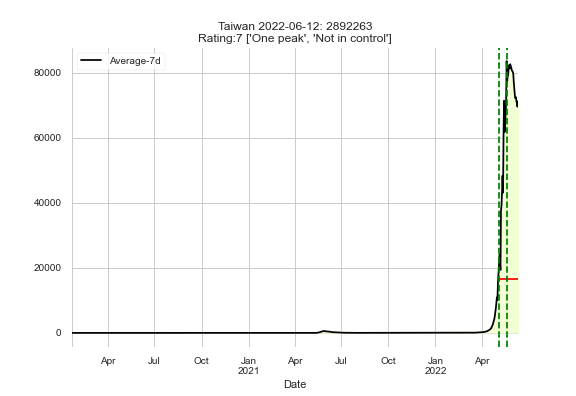 Taiwan 2022-06-12: 2892263
Rating:7 ['One peak', 'Not in control']
Average-7d
80000
60000
40000
20000
0
Apr Jul Oct Jan Apr Jul Oct Jan Apr
2021 2022
Date